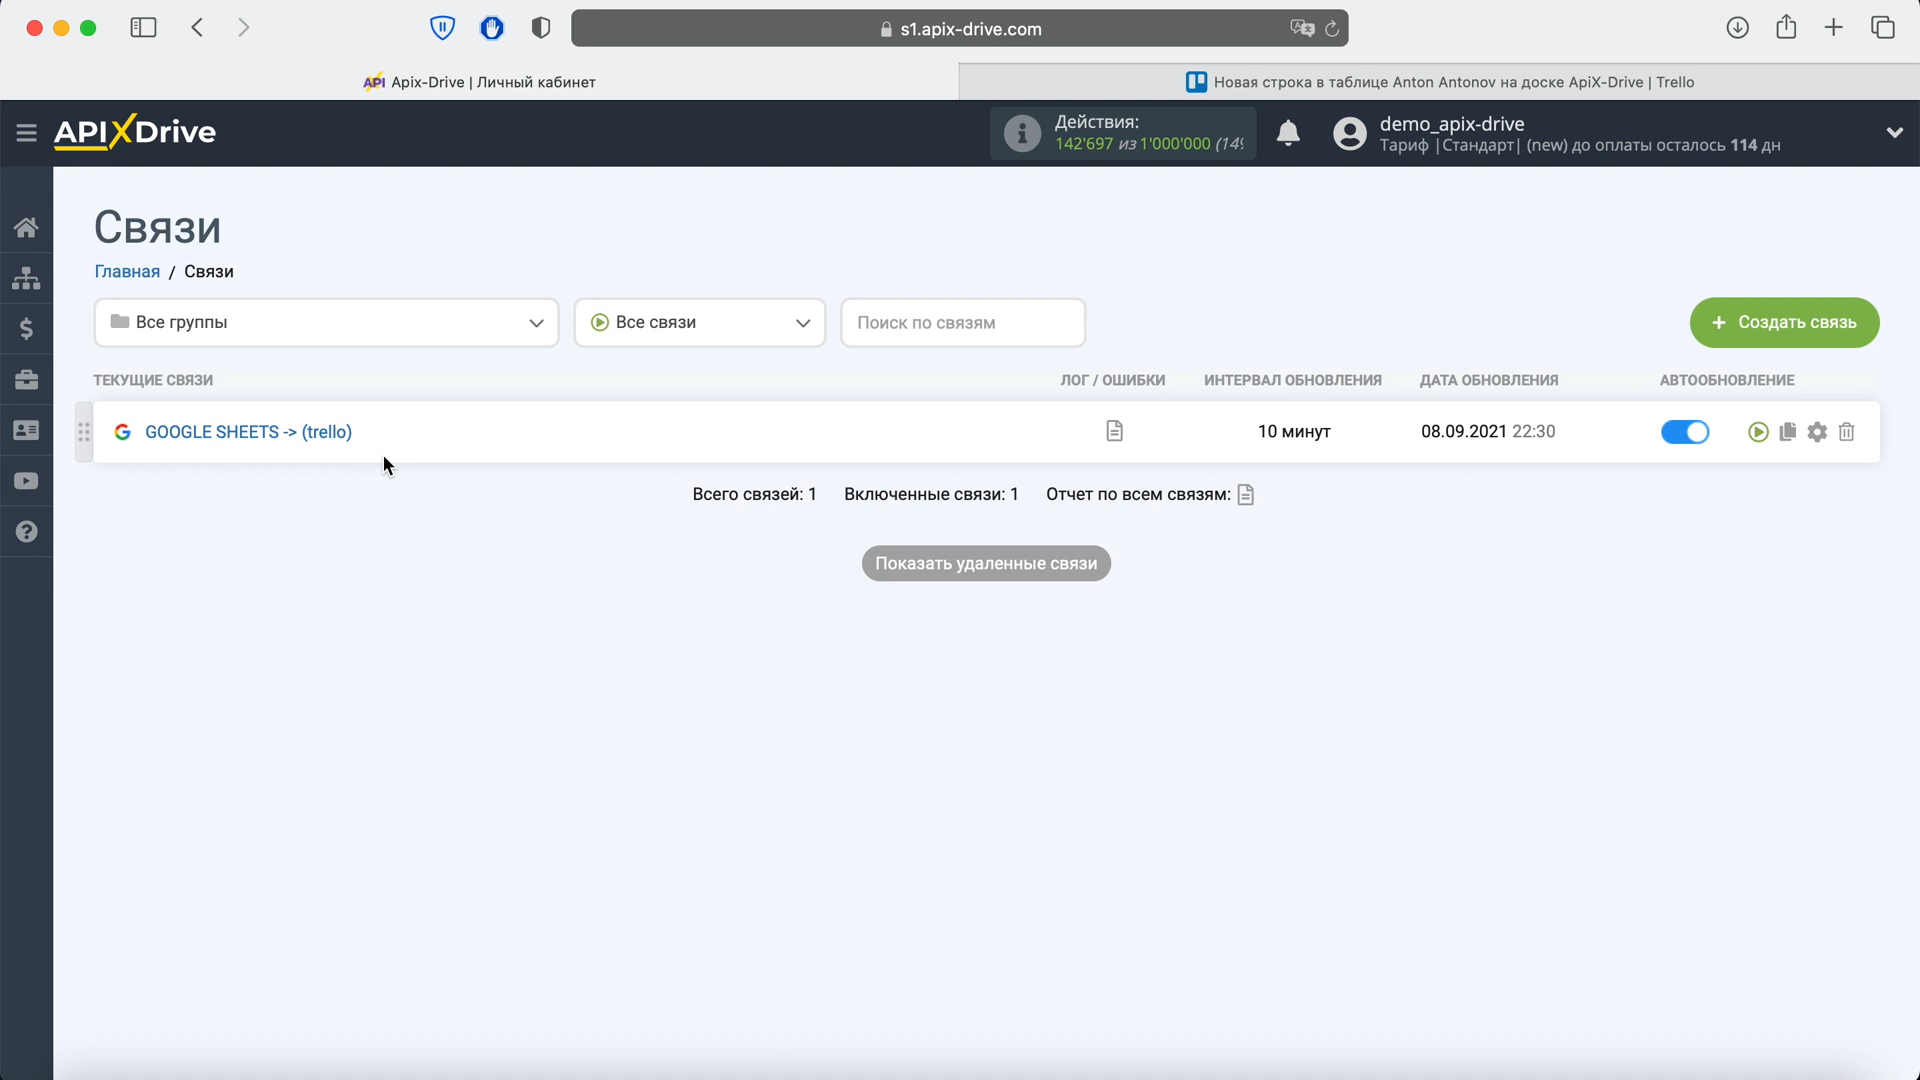 s1.apix-drive.com
API Apix-Drive | Личный кабинет
Новая строка в таблице Anton Antonov на доске ApiX-Drive | Trello
APIXDrive
Действия:
142'697 из 1'000'000 (14%
demo_apix-drive
Тариф |Стандарт| (new) до оплаты осталось 114 дн
Связи
Главная / Связи
Все группы
Все связи
Поиск по связям
+ Создать связь
ТЕКУЩИЕ СВЯЗИ
ЛОГ / ОШИБКИ
ИНТЕРВАЛ ОБНОВЛЕНИЯ
ДАТА ОБНОВЛЕНИЯ
АВТООБНОВЛЕНИЕ
GOOGLE SHEETS -> (trello)
10 минут
08.09.2021 22:30
Всего связей: 1 Включенные связи: 1 Отчет по всем связям:
Показать удаленные связи